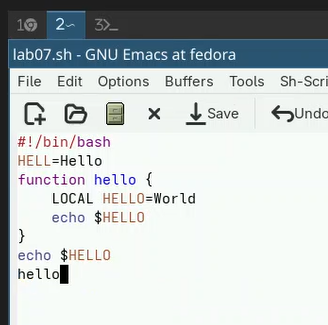 1 2~ 3>_
lab07.sh - GNU Emacs at fedora
File Edit Options Buffers Tools Sh-Scri
Save Undo
#!/bin/bash
HELL=Hello
function hello {
    LOCAL HELLO=World
    echo $HELLO
}
echo $HELLO
hello